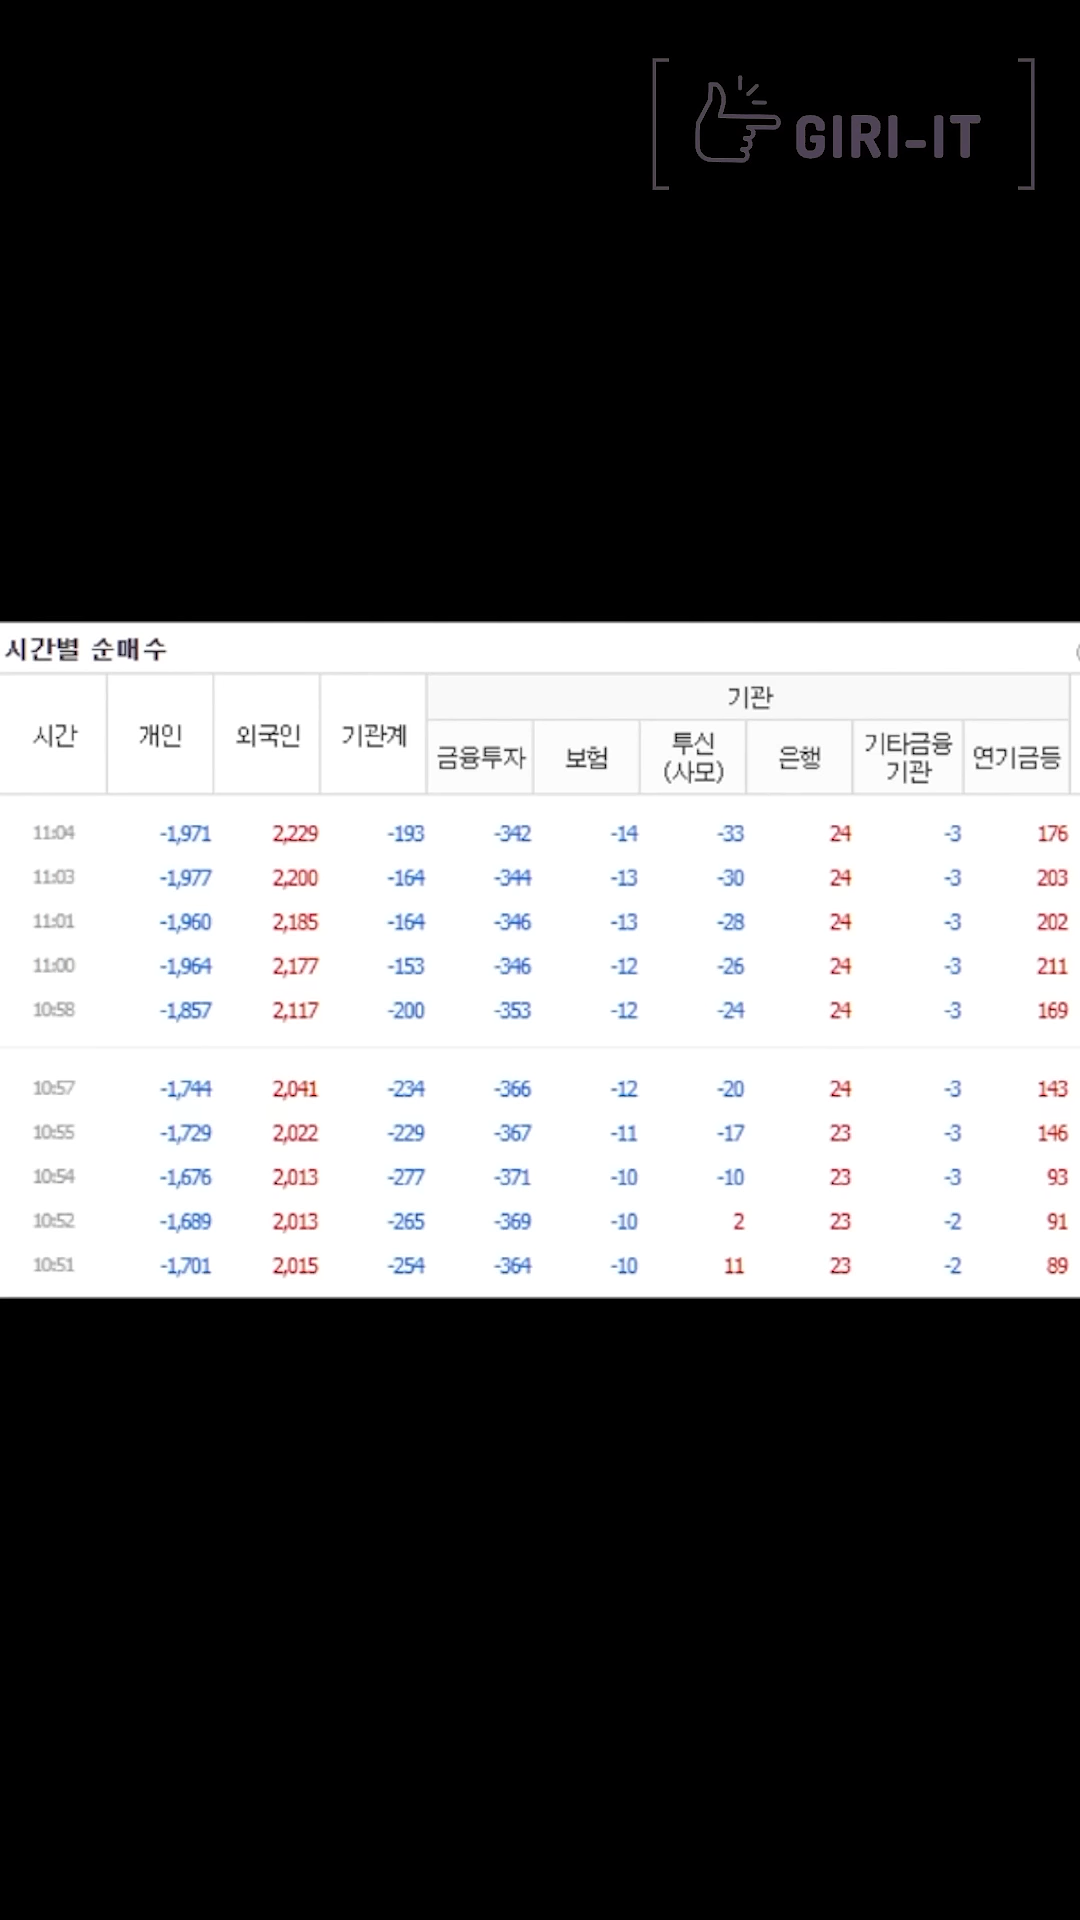 GIRI-IT
시간별 순매수
시간 개인 외국인 기관계 기관
금융투자 보험 투신(사모) 은행 기타금융기관 연기금등
11:04 -1,971 2,229 -193 -342 -14 -33 24 -3 176
11:03 -1,977 2,200 -164 -344 -13 -30 24 -3 203
11:01 -1,960 2,185 -164 -346 -13 -28 24 -3 202
11:00 -1,964 2,177 -153 -346 -12 -26 24 -3 211
10:58 -1,857 2,117 -200 -353 -12 -24 24 -3 169
10:57 -1,744 2,041 -234 -366 -12 -20 24 -3 143
10:55 -1,729 2,022 -229 -367 -11 -17 23 -3 146
10:54 -1,676 2,013 -277 -371 -10 -10 23 -3 93
10:52 -1,689 2,013 -265 -369 -10 2 23 -2 91
10:51 -1,701 2,015 -254 -364 -10 11 23 -2 89